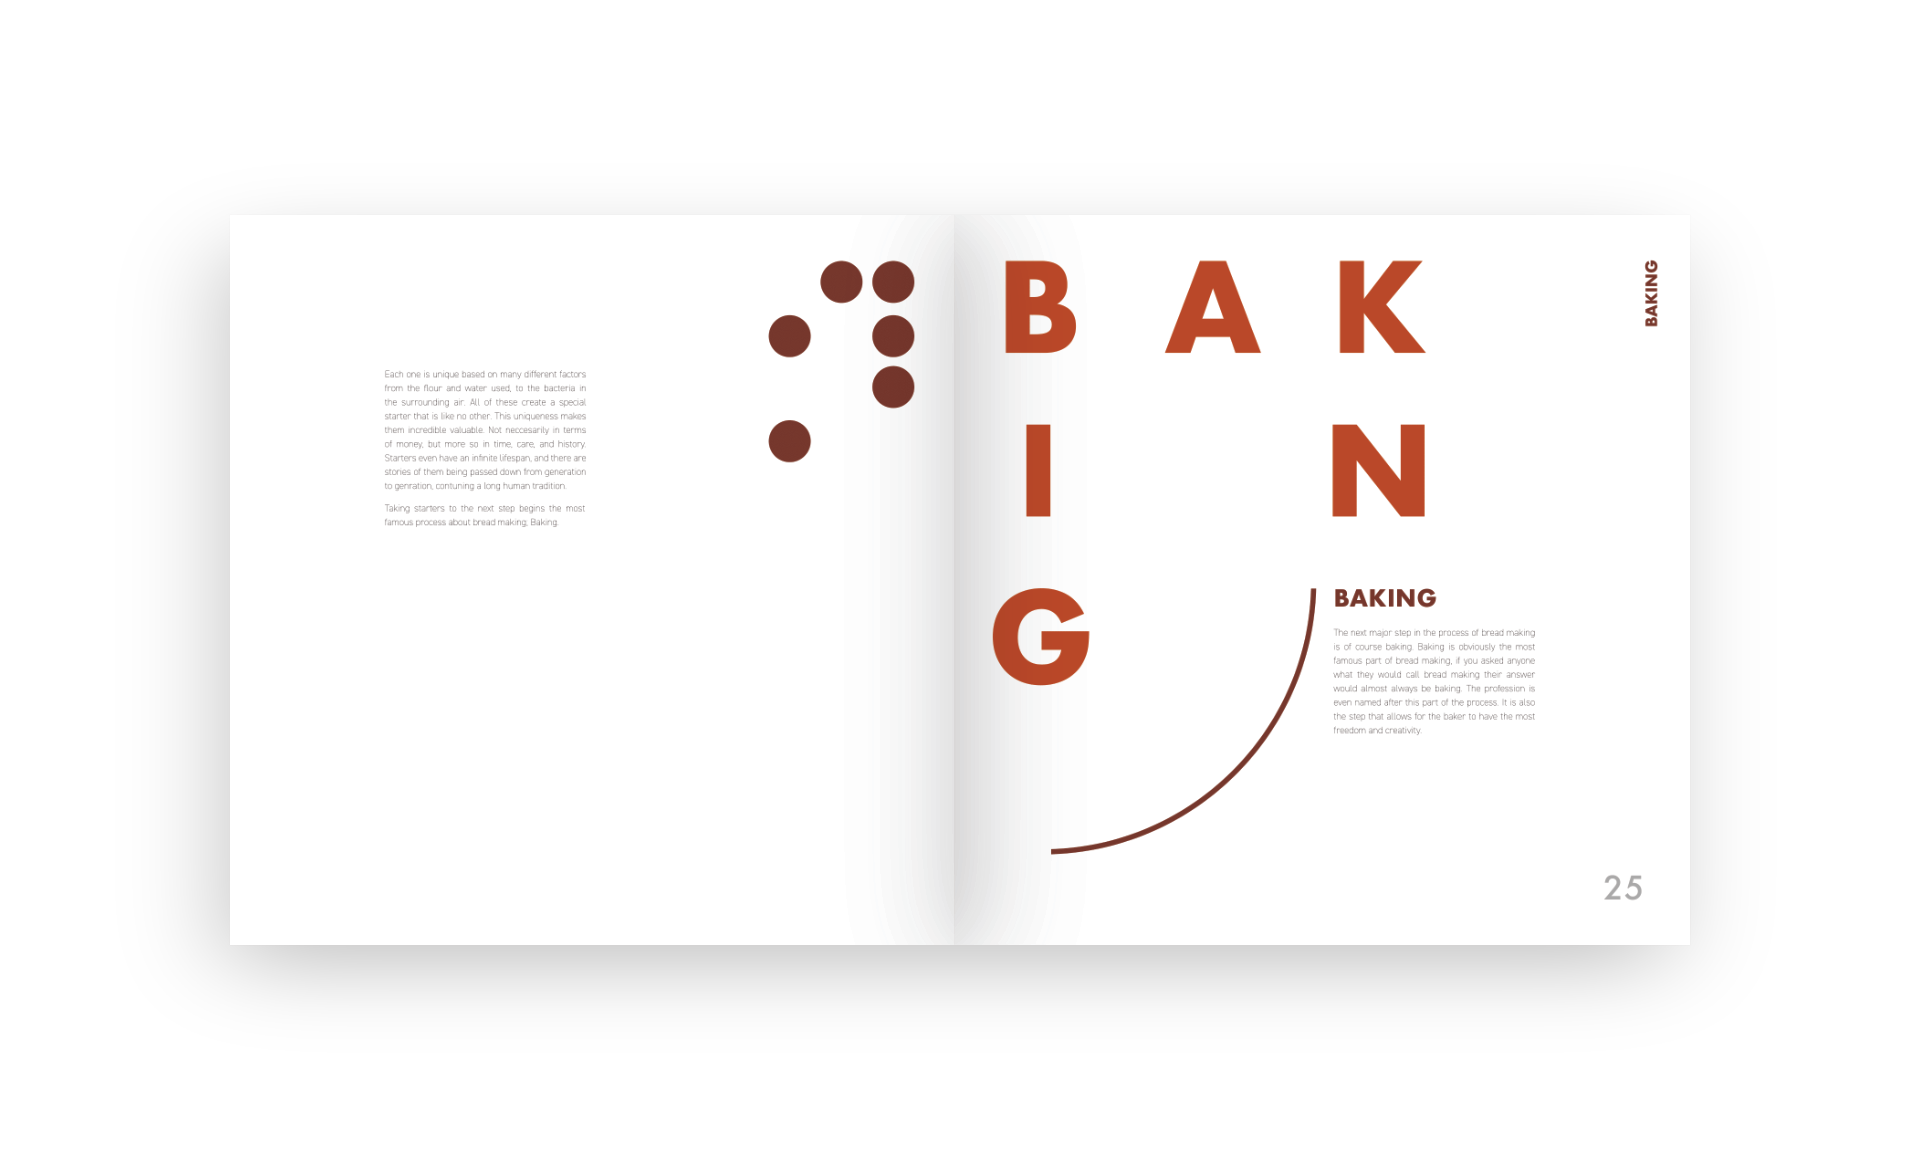 Each one is unique based on many different factors
from the flour and water used, to the bacteria in
the surrounding air. All of these create a special
starter that is like no other. This uniqueness makes
them incredible valuable. Not neccesarily in terms
of money, but more so in time, care, and history.
Starters even have an infinite lifespan, and there are
stories of them being passed down from generation
to genration, contuning a long human tradition.
Taking starters to the next step begins the most
famous process about bread making; Baking.
B A K
I N
G
BAKING
BAKING
The next major step in the process of bread making
is of course baking. Baking is obviously the most
famous part of bread making, if you asked anyone
what they would call bread making their answer
would almost always be baking. The profession is
even named after this part of the process. It is also
the step that allows for the baker to have the most
freedom and creativity.
25